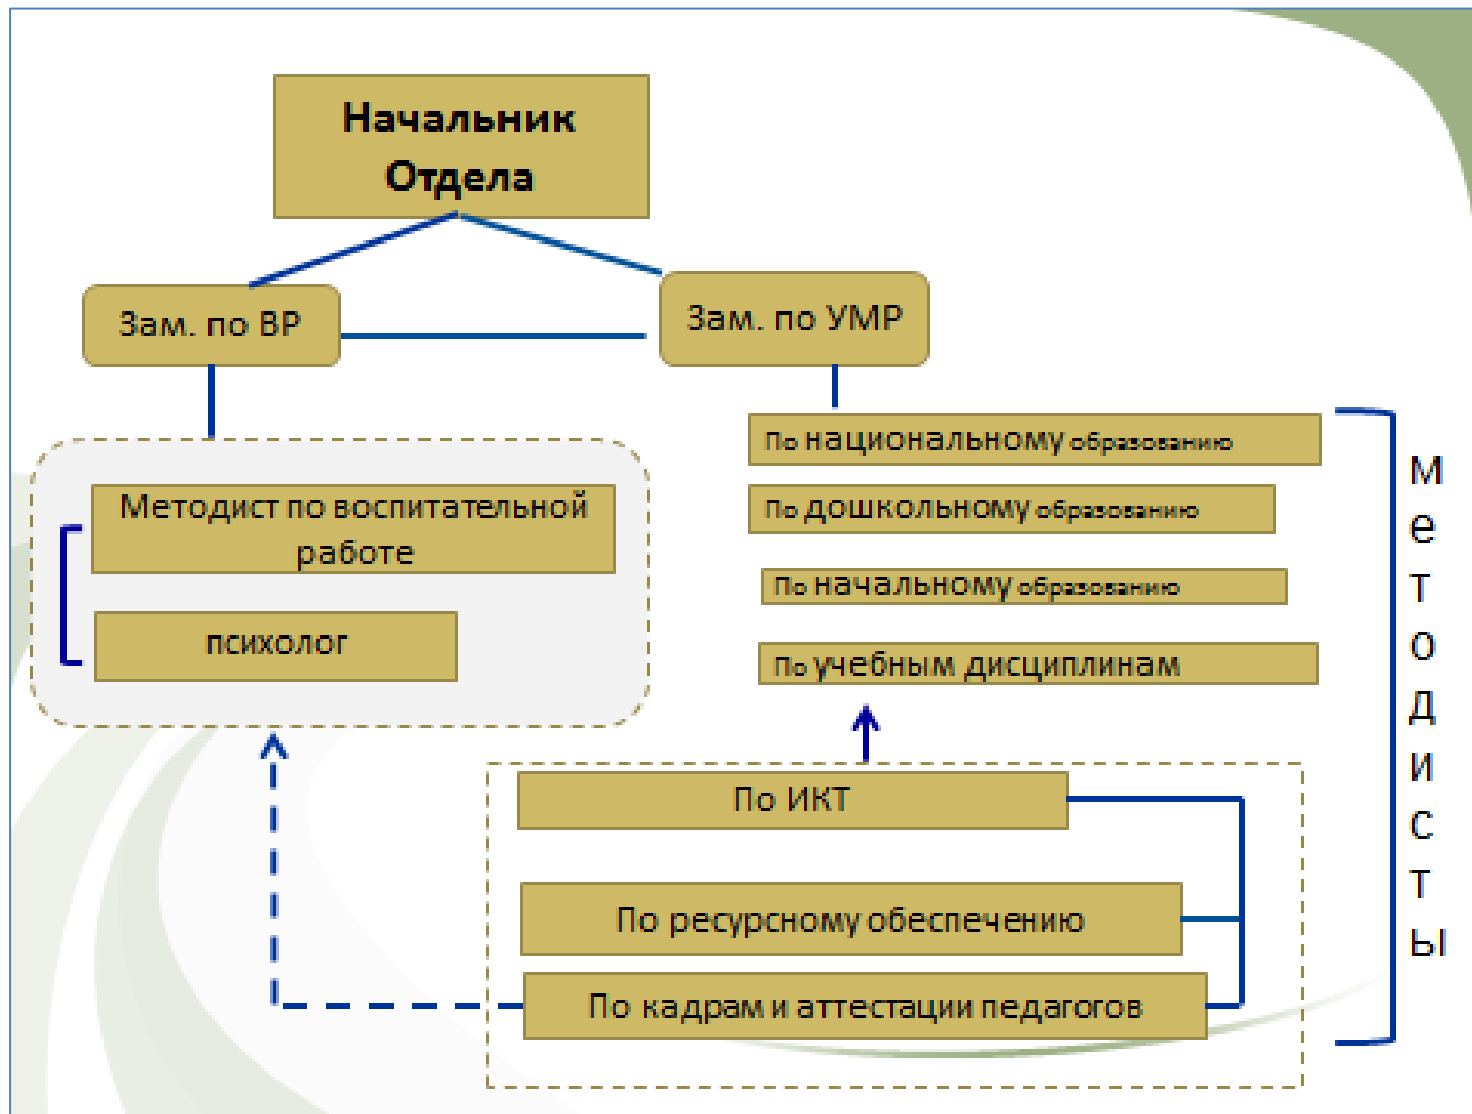 Начальник
Отдела
Зам. по ВР
Зам. по УМР
Методист по воспитательной
работе
психолог
По национальному образованию
По дошкольному образованию
По начальному образованию
По учебным дисциплинам
По ИКТ
По ресурсному обеспечению
По кадрам и аттестации педагогов
Методисты